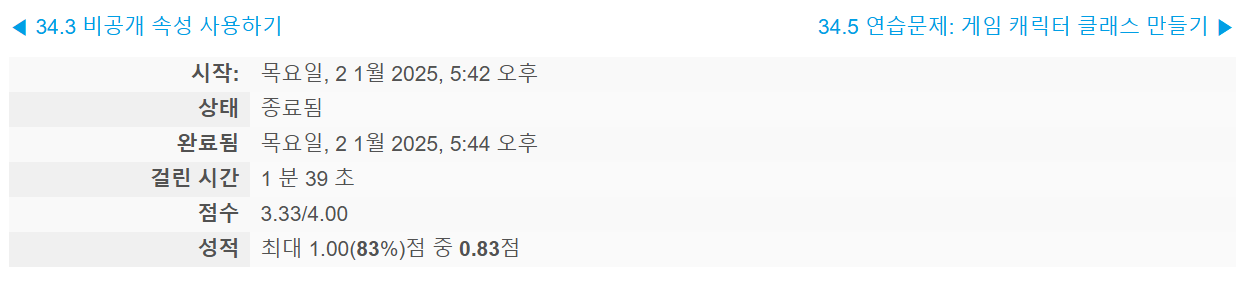 ◀ 34.3 비공개 속성 사용하기
34.5 연습문제: 게임 캐릭터 클래스 만들기 ▶
시작: 목요일, 2 1월 2025, 5:42 오후
상태 종료됨
완료됨 목요일, 2 1월 2025, 5:44 오후
걸린 시간 1 분 39 초
점수 3.33/4.00
성적 최대 1.00(83%)점 중 0.83점